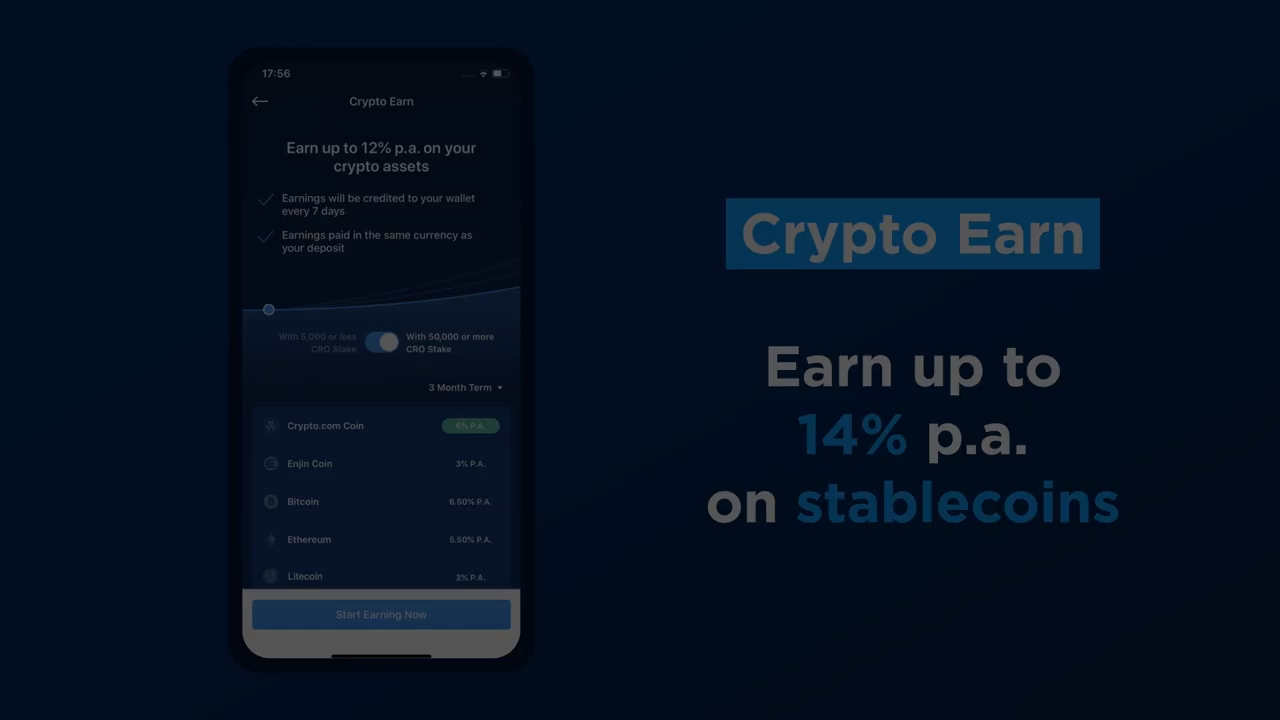 17:56
Crypto Earn
Earn up to 12% p.a. on your
crypto assets
Earnings will be credited to your wallet
every 7 days
Earnings paid in the same currency as
your deposit
With 5,000 or less
CRO Stake
With 50,000 or more
CRO Stake
3 Month Term
Crypto.com Coin 6% P.A.
Enjin Coin 3% P.A.
Bitcoin 6.50% P.A.
Ethereum 5.50% P.A.
Litecoin 3% P.A.
Start Earning Now
Crypto Earn
Earn up to
14% p.a.
on stablecoins